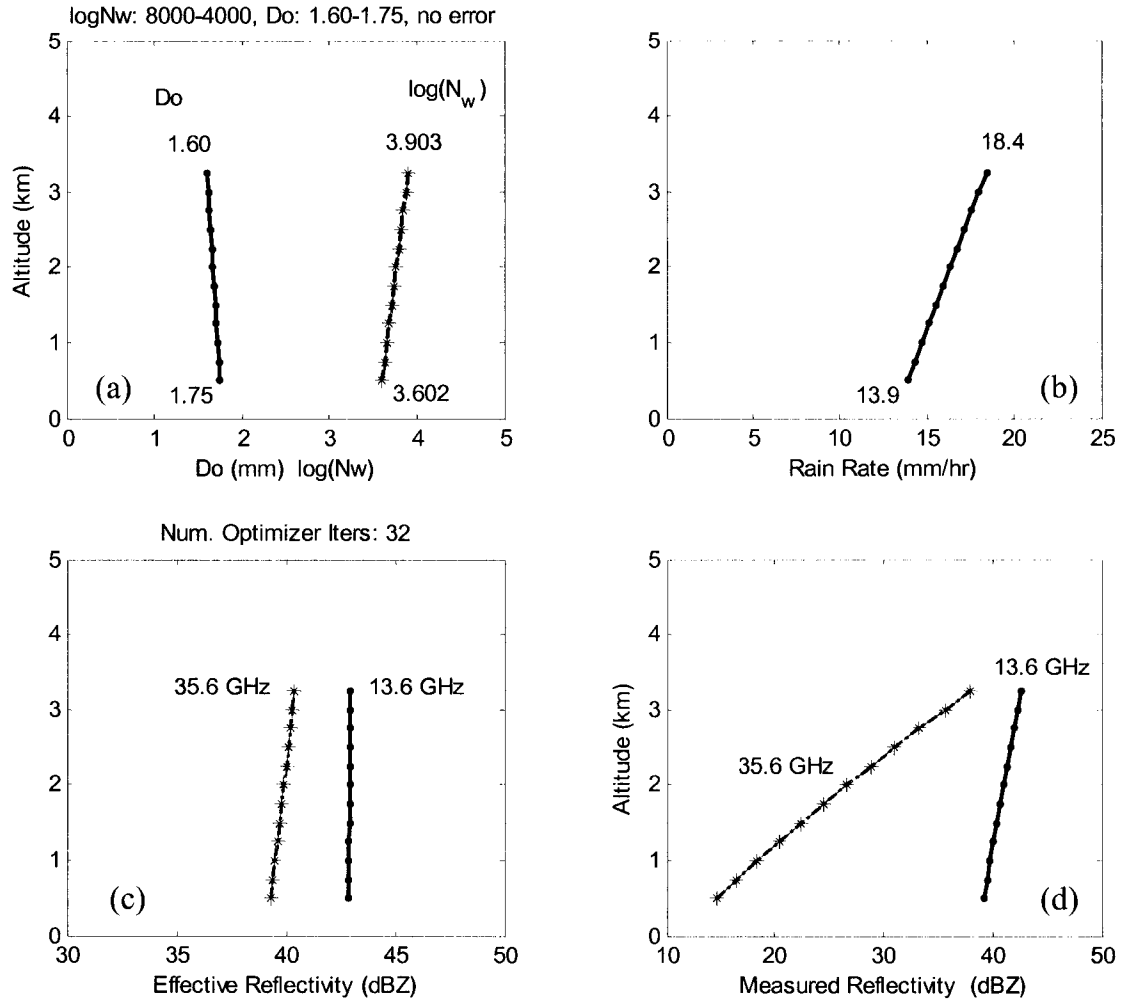 logNw: 8000-4000, Do: 1.60-1.75, no error
5
4
3
2
1
0
Altitude (km)
Do
log(N_w)
1.60
3.903
(a)
1.75
3.602
0 1 2 3 4 5
Do (mm) log(Nw)
5
4
3
2
1
0
18.4
13.9
(b)
0 5 10 15 20 25
Rain Rate (mm/hr)
Num. Optimizer Iters: 32
5
4
3
2
1
0
35.6 GHz
13.6 GHz
(c)
30 35 40 45 50
Effective Reflectivity (dBZ)
5
4
3
2
1
0
Altitude (km)
13.6 GHz
35.6 GHz
(d)
10 20 30 40 50
Measured Reflectivity (dBZ)